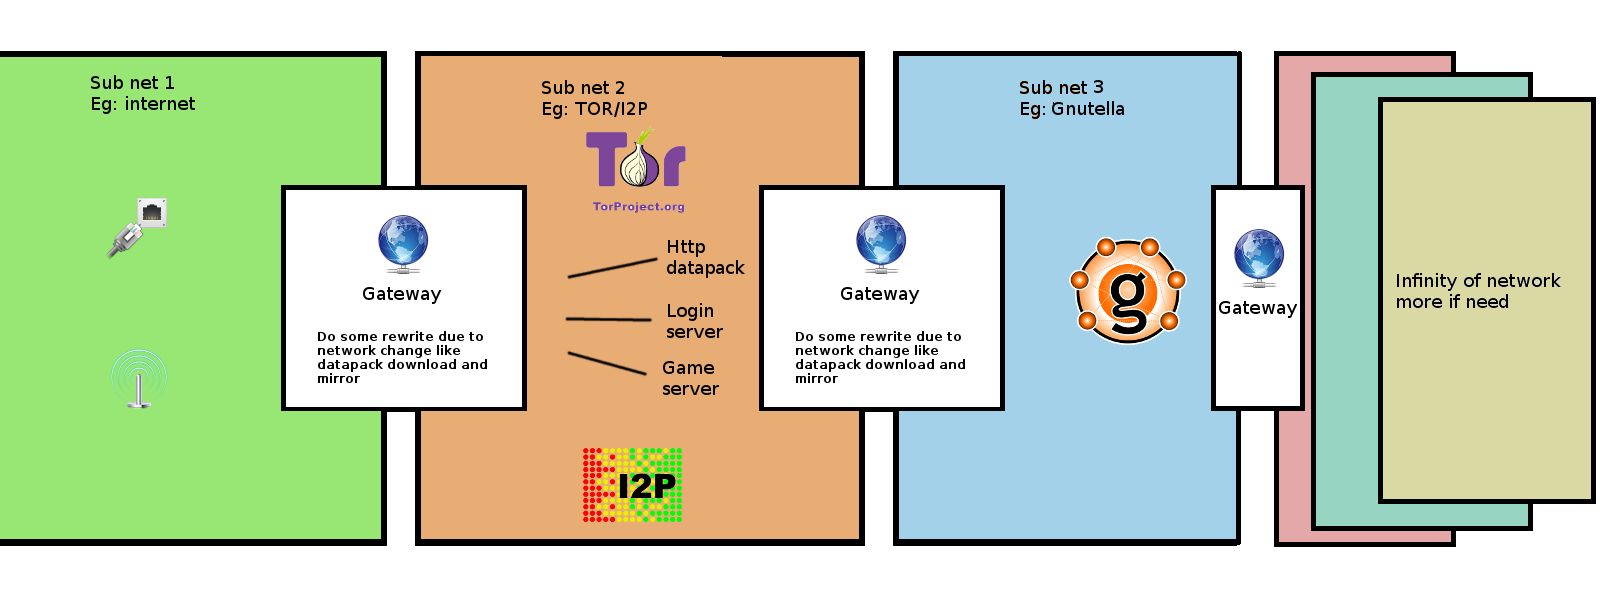 Sub net 1
Eg: internet
Gateway
Do some rewrite due to
network change like
datapack download and
mirror
Sub net 2
Eg: TOR/I2P
Tor
TorProject.org
Http
datapack
Login
server
Game
server
I2P
Gateway
Do some rewrite due to
network change like
datapack download and
mirror
Sub net 3
Eg: Gnutella
g
Gateway
Infinity of network
more if need